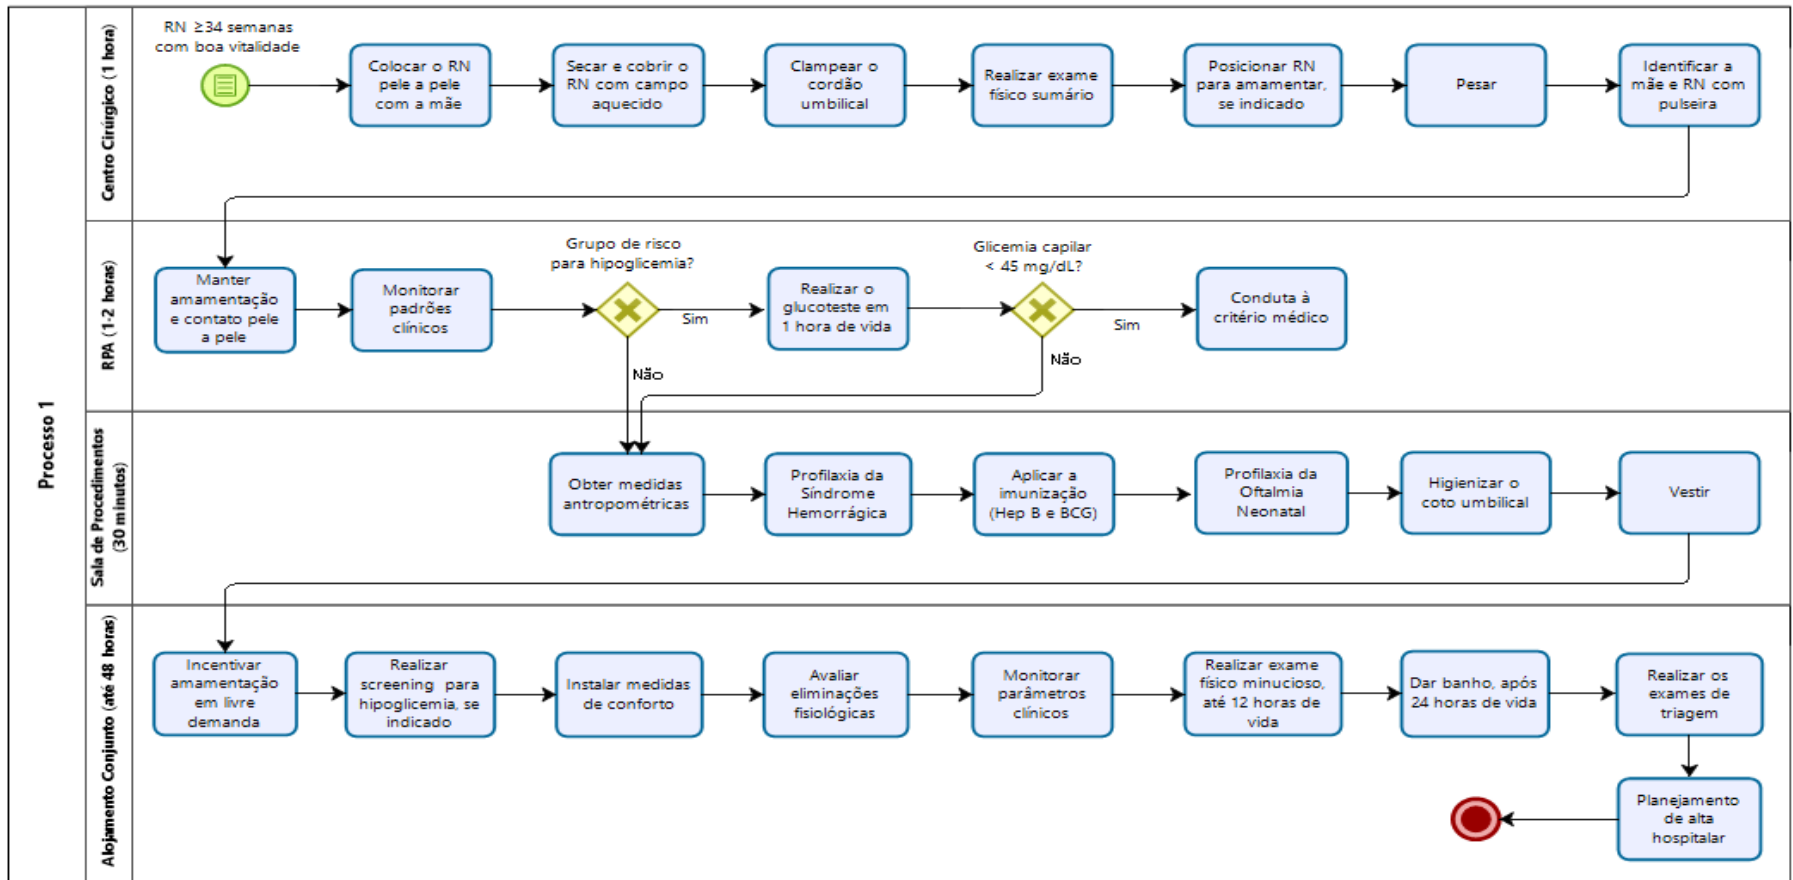 Processo 1
Centro Cirúrgico (1 hora)
RN ≥34 semanas
com boa vitalidade
Colocar o RN
pele a pele
com a mãe
Secar e cobrir o
RN com campo
aquecido
Clampear o
cordão
umbilical
Realizar exame
físico sumário
Posicionar RN
para amamentar,
se indicado
Pesar
Identificar a
mãe e RN com
pulseira
RPA (1-2 horas)
Manter
amamentação
e contato pele
a pele
Monitorar
padrões
clínicos
Grupo de risco
para hipoglicemia?
Sim
Não
Realizar o
glucoteste em
1 hora de vida
Glicemia capilar
< 45 mg/dL?
Sim
Não
Conduta à
critério médico
Sala de Procedimentos
(30 minutos)
Obter medidas
antropométricas
Profilaxia da
Síndrome
Hemorrágica
Aplicar a
imunização
(Hep B e BCG)
Profilaxia da
Oftalmia
Neonatal
Higienizar o
coto umbilical
Vestir
Alojamento Conjunto (até 48 horas)
Incentivar
amamentação
em livre
demanda
Realizar
screening para
hipoglicemia, se
indicado
Instalar medidas
de conforto
Avaliar
eliminações
fisiológicas
Monitorar
parâmetros
clínicos
Realizar exame
físico minucioso,
até 12 horas de
vida
Dar banho, após
24 horas de vida
Realizar os
exames de
triagem
Planejamento
de alta
hospitalar